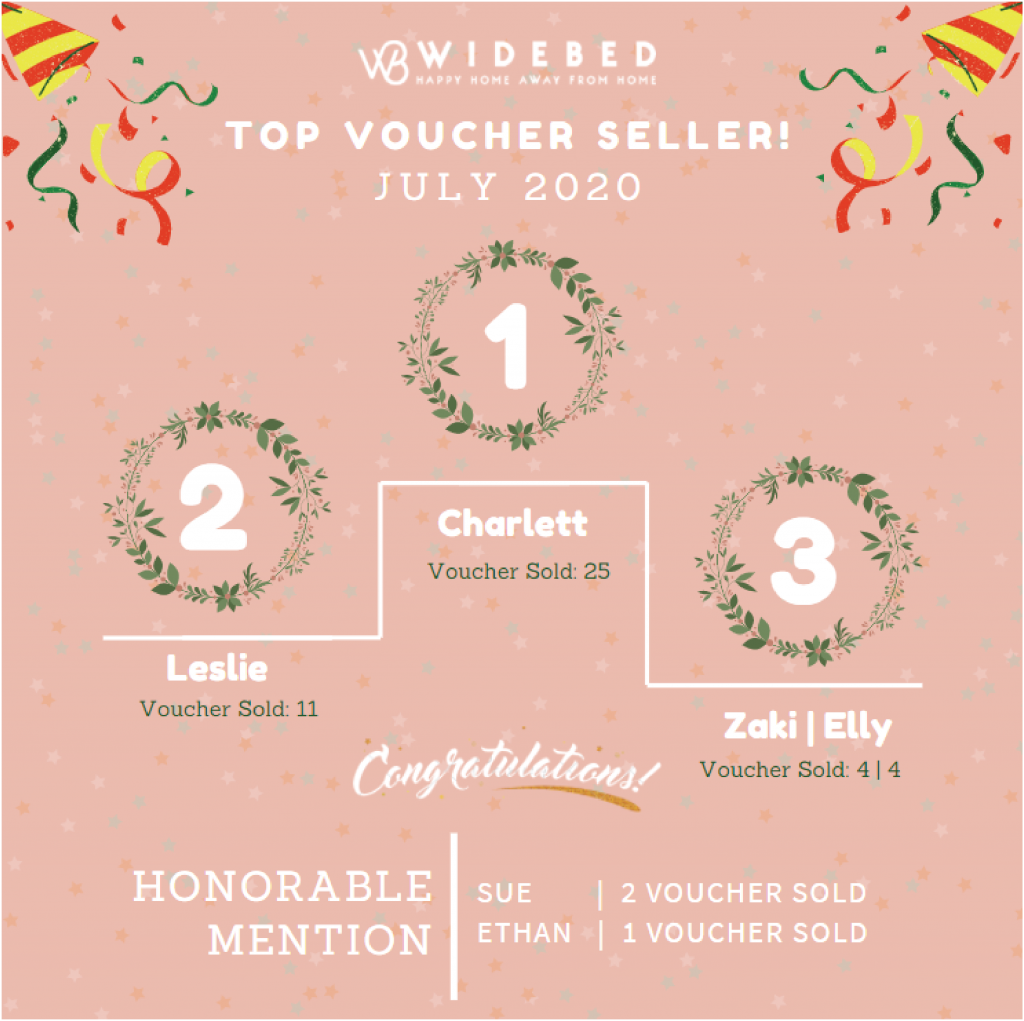 WB WIDEBED
HAPPY HOME AWAY FROM HOME
TOP VOUCHER SELLER!
JULY 2020
1
Charlett
Voucher Sold: 25
2
Leslie
Voucher Sold: 11
3
Zaki | Elly
Voucher Sold: 4 | 4
Congratulations!
HONORABLE
MENTION
SUE | 2 VOUCHER SOLD
ETHAN | 1 VOUCHER SOLD